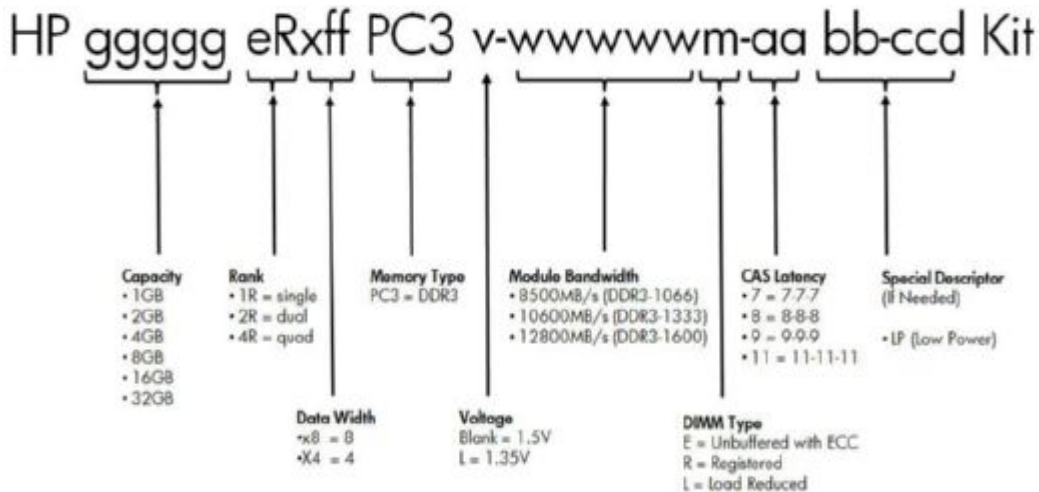 HP ggggg eRxff PC3 v-wwwwwm-aa bb-ccd Kit
Capacity
• 1GB
• 2GB
• 4GB
• 8GB
• 16GB
• 32GB
Rank
• 1R = single
• 2R = dual
• 4R = quad
Memory Type
PC3 = DDR3
Module Bandwidth
• 8500MB/s (DDR3-1066)
• 10600MB/s (DDR3-1333)
• 12800MB/s (DDR3-1600)
CAS Latency
• 7 = 7-7-7
• 8 = 8-8-8
• 9 = 9-9-9
• 11 = 11-11-11
Special Descriptor
(If Needed)
• LP (Low Power)
Data Width
•x8 = 8
•X4 = 4
Voltage
Blank = 1.5V
L = 1.35V
DIMM Type
E = Unbuffered with ECC
R = Registered
L = Load Reduced